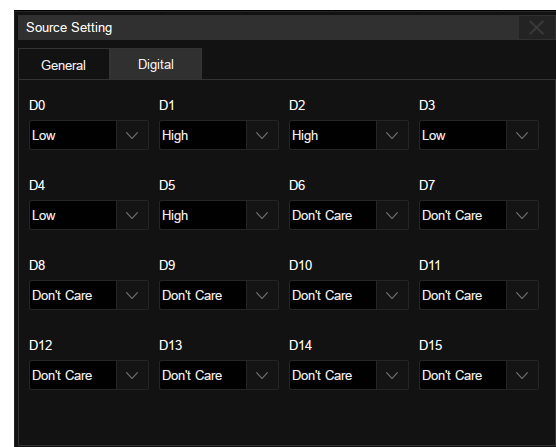 Source Setting
General Digital
D0 D1 D2 D3
Low High High Low
D4 D5 D6 D7
Low High Don't Care Don't Care
D8 D9 D10 D11
Don't Care Don't Care Don't Care Don't Care
D12 D13 D14 D15
Don't Care Don't Care Don't Care Don't Care